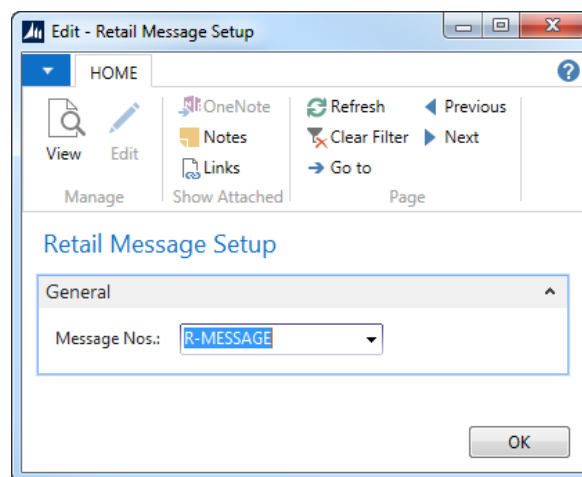 Edit - Retail Message Setup
HOME
?
View
Edit
Manage
OneNote
Notes
Links
Show Attached
Refresh
Clear Filter
Go to
Previous
Next
Page
Retail Message Setup
General
Message Nos.: R-MESSAGE
OK